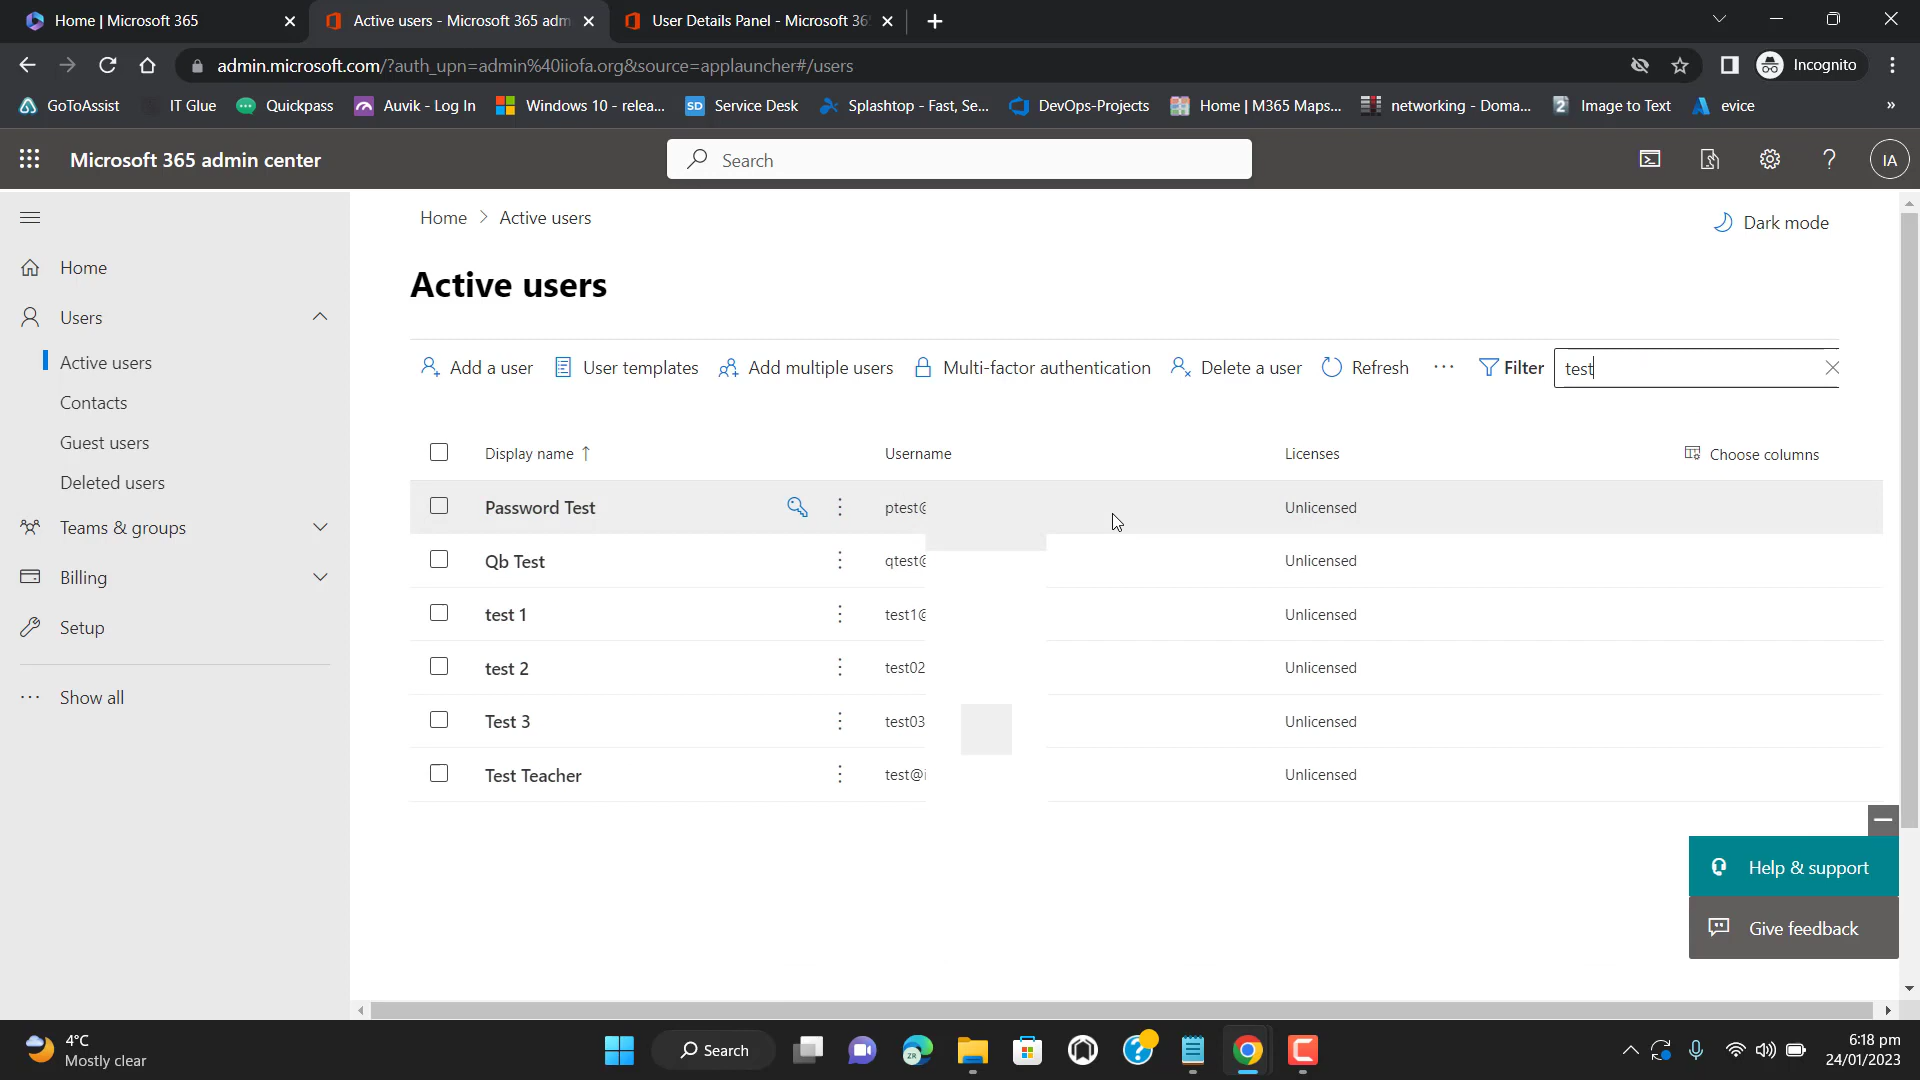 Home | Microsoft 365
Active users - Microsoft 365 adm
User Details Panel - Microsoft 36
admin.microsoft.com/?auth_upn=admin%40iiofa.org&source=applauncher#/users
Incognito
GoToAssist
IT Glue
Quickpass
Auvik - Log In
Windows 10 - relea...
SD
Service Desk
Splashtop - Fast, Se...
DevOps-Projects
Home | M365 Maps...
networking - Doma...
2
Image to Text
evice
»
Microsoft 365 admin center
Search
?
IA
Home > Active users
Dark mode
Home
Users
Active users
Contacts
Guest users
Deleted users
Teams & groups
Billing
Setup
Show all
Active users
Add a user
User templates
Add multiple users
Multi-factor authentication
Delete a user
Refresh
...
Filter
test
Display name ↑
Username
Licenses
Choose columns
Password Test
ptest@
Unlicensed
Qb Test
qtest@
Unlicensed
test 1
test1@
Unlicensed
test 2
test02
Unlicensed
Test 3
test03
Unlicensed
Test Teacher
test@i
Unlicensed
Help & support
Give feedback
4°C
Mostly clear
Search
ZR
6:18 pm
24/01/2023